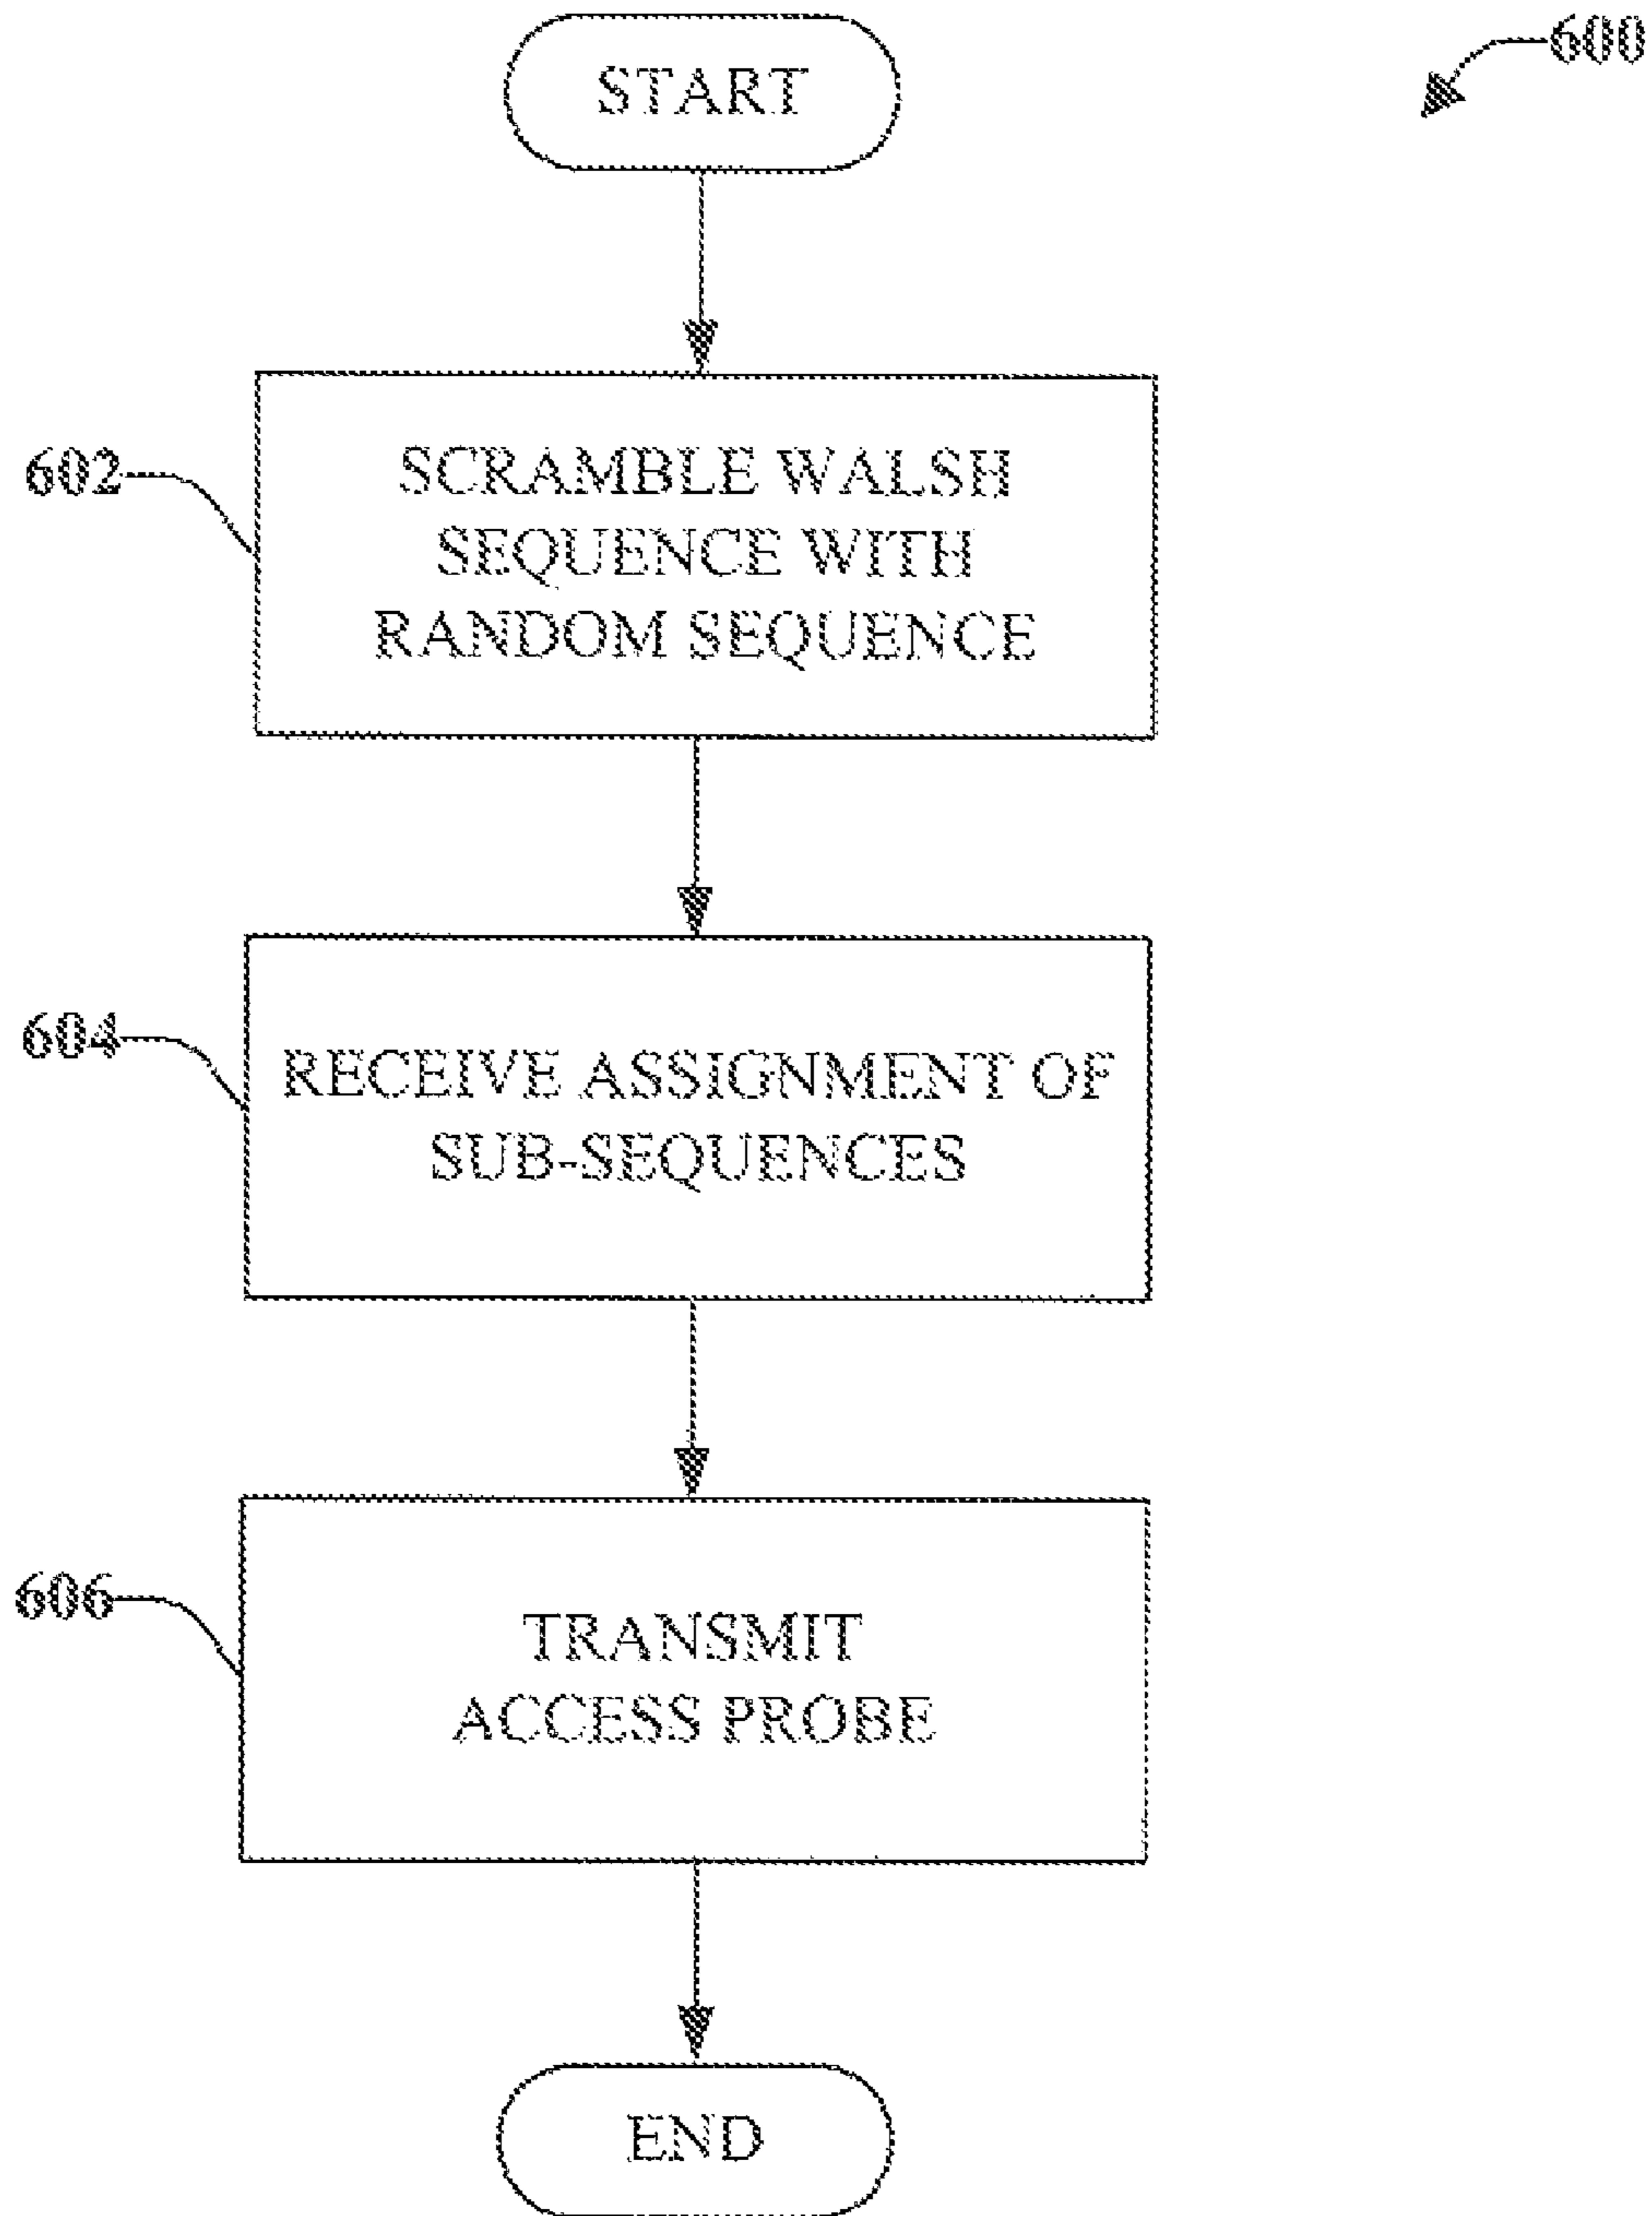 600
START
602
SCRAMBLE WALSH
SEQUENCE WITH
RANDOM SEQUENCE
604
RECEIVE ASSIGNMENT OF
SUB-SEQUENCES
606
TRANSMIT
ACCESS PROBE
END